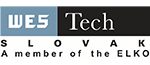 WES Tech
SLOVAK
A member of the ELKO